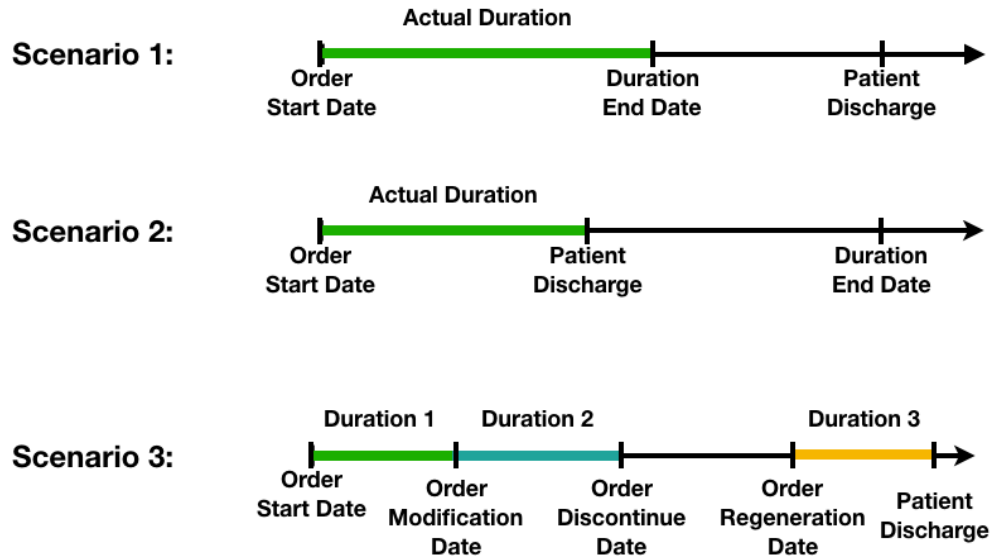 Actual Duration
Scenario 1:
Order
Start Date
Duration
End Date
Patient
Discharge
Actual Duration
Scenario 2:
Order
Start Date
Patient
Discharge
Duration
End Date
Duration 1
Duration 2
Duration 3
Scenario 3:
Order
Start Date
Order
Modification
Date
Order
Discontinue
Date
Order
Regeneration
Date
Patient
Discharge